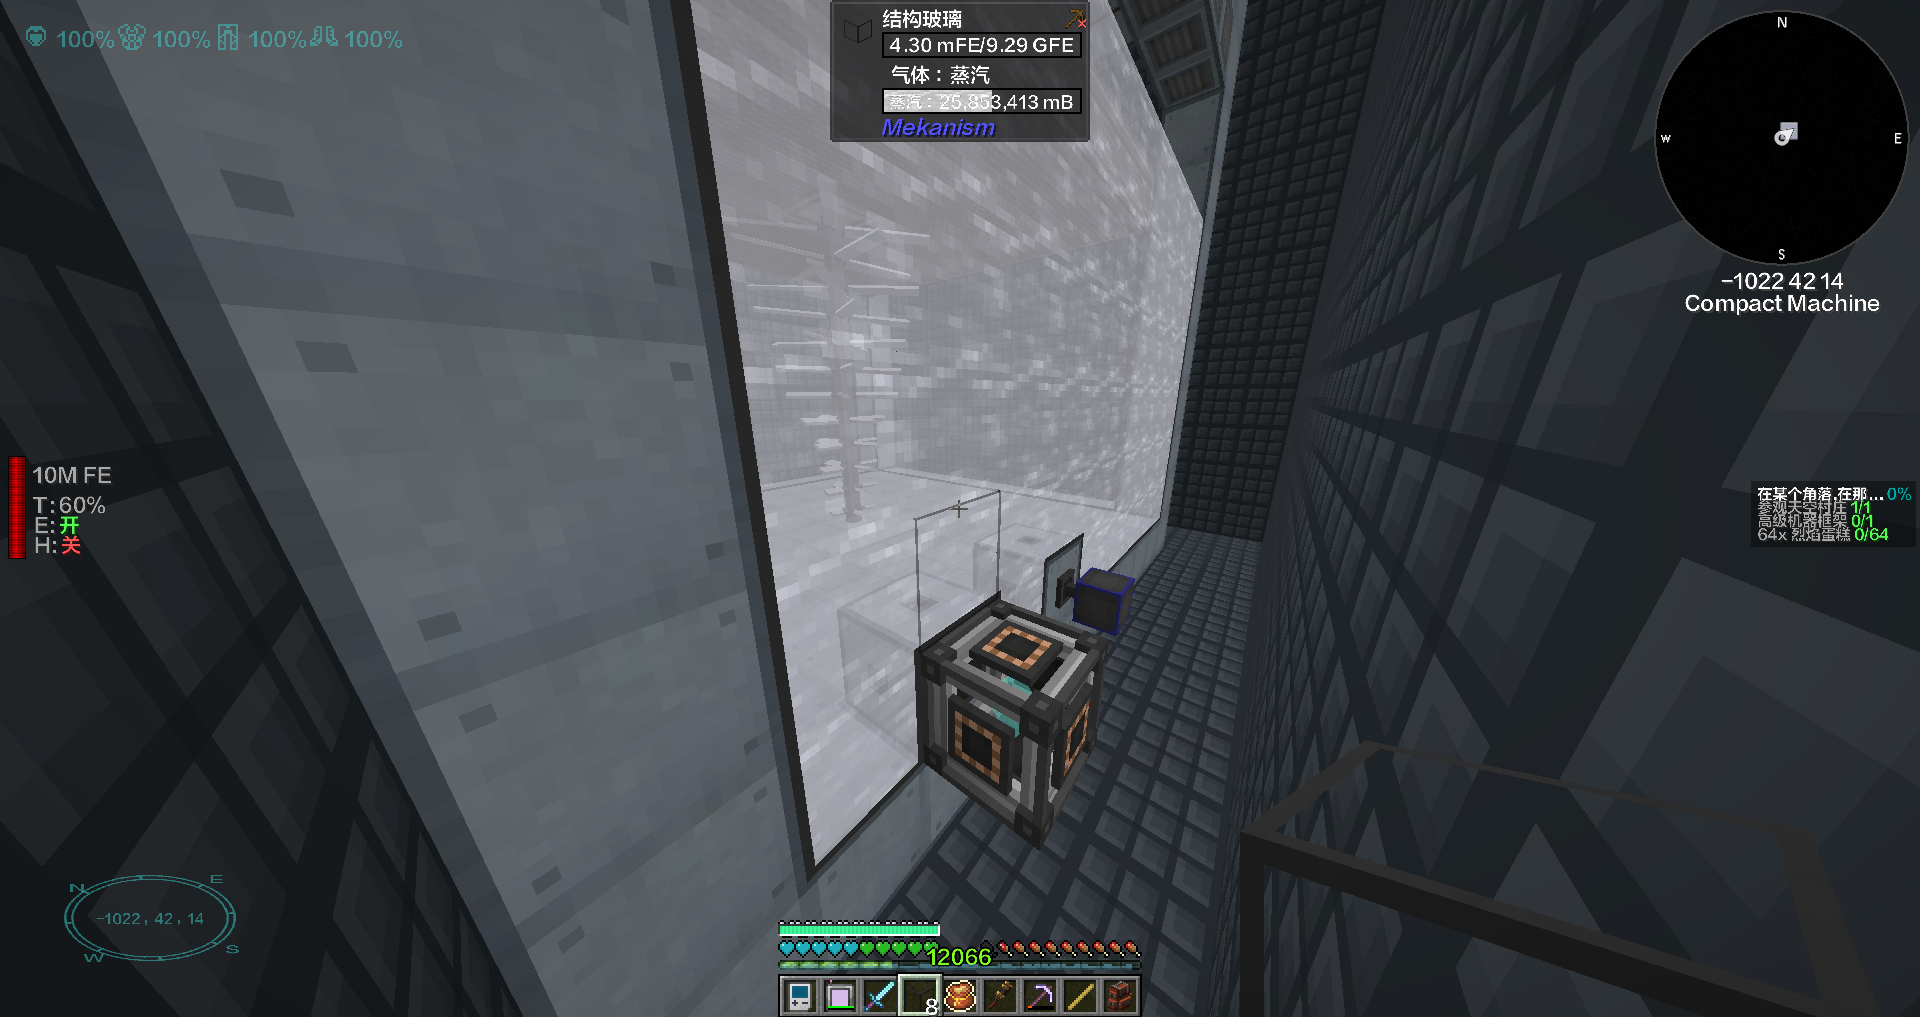 100% 100% 100% 100%
结构玻璃
4.30 mFE/9.29 GFE
气体：蒸汽
蒸汽：25,853,413 mB
Mekanism
N
W
E
S
-1022 42 14
Compact Machine
10M FE
T:60%
E:开
H:关
在某个角落,在那... 0%
参观天空村庄 1/1
高级机器框架 0/1
64x 烈焰蛋糕 0/64
N
E
-1022, 42, 14
W
S
12066
8